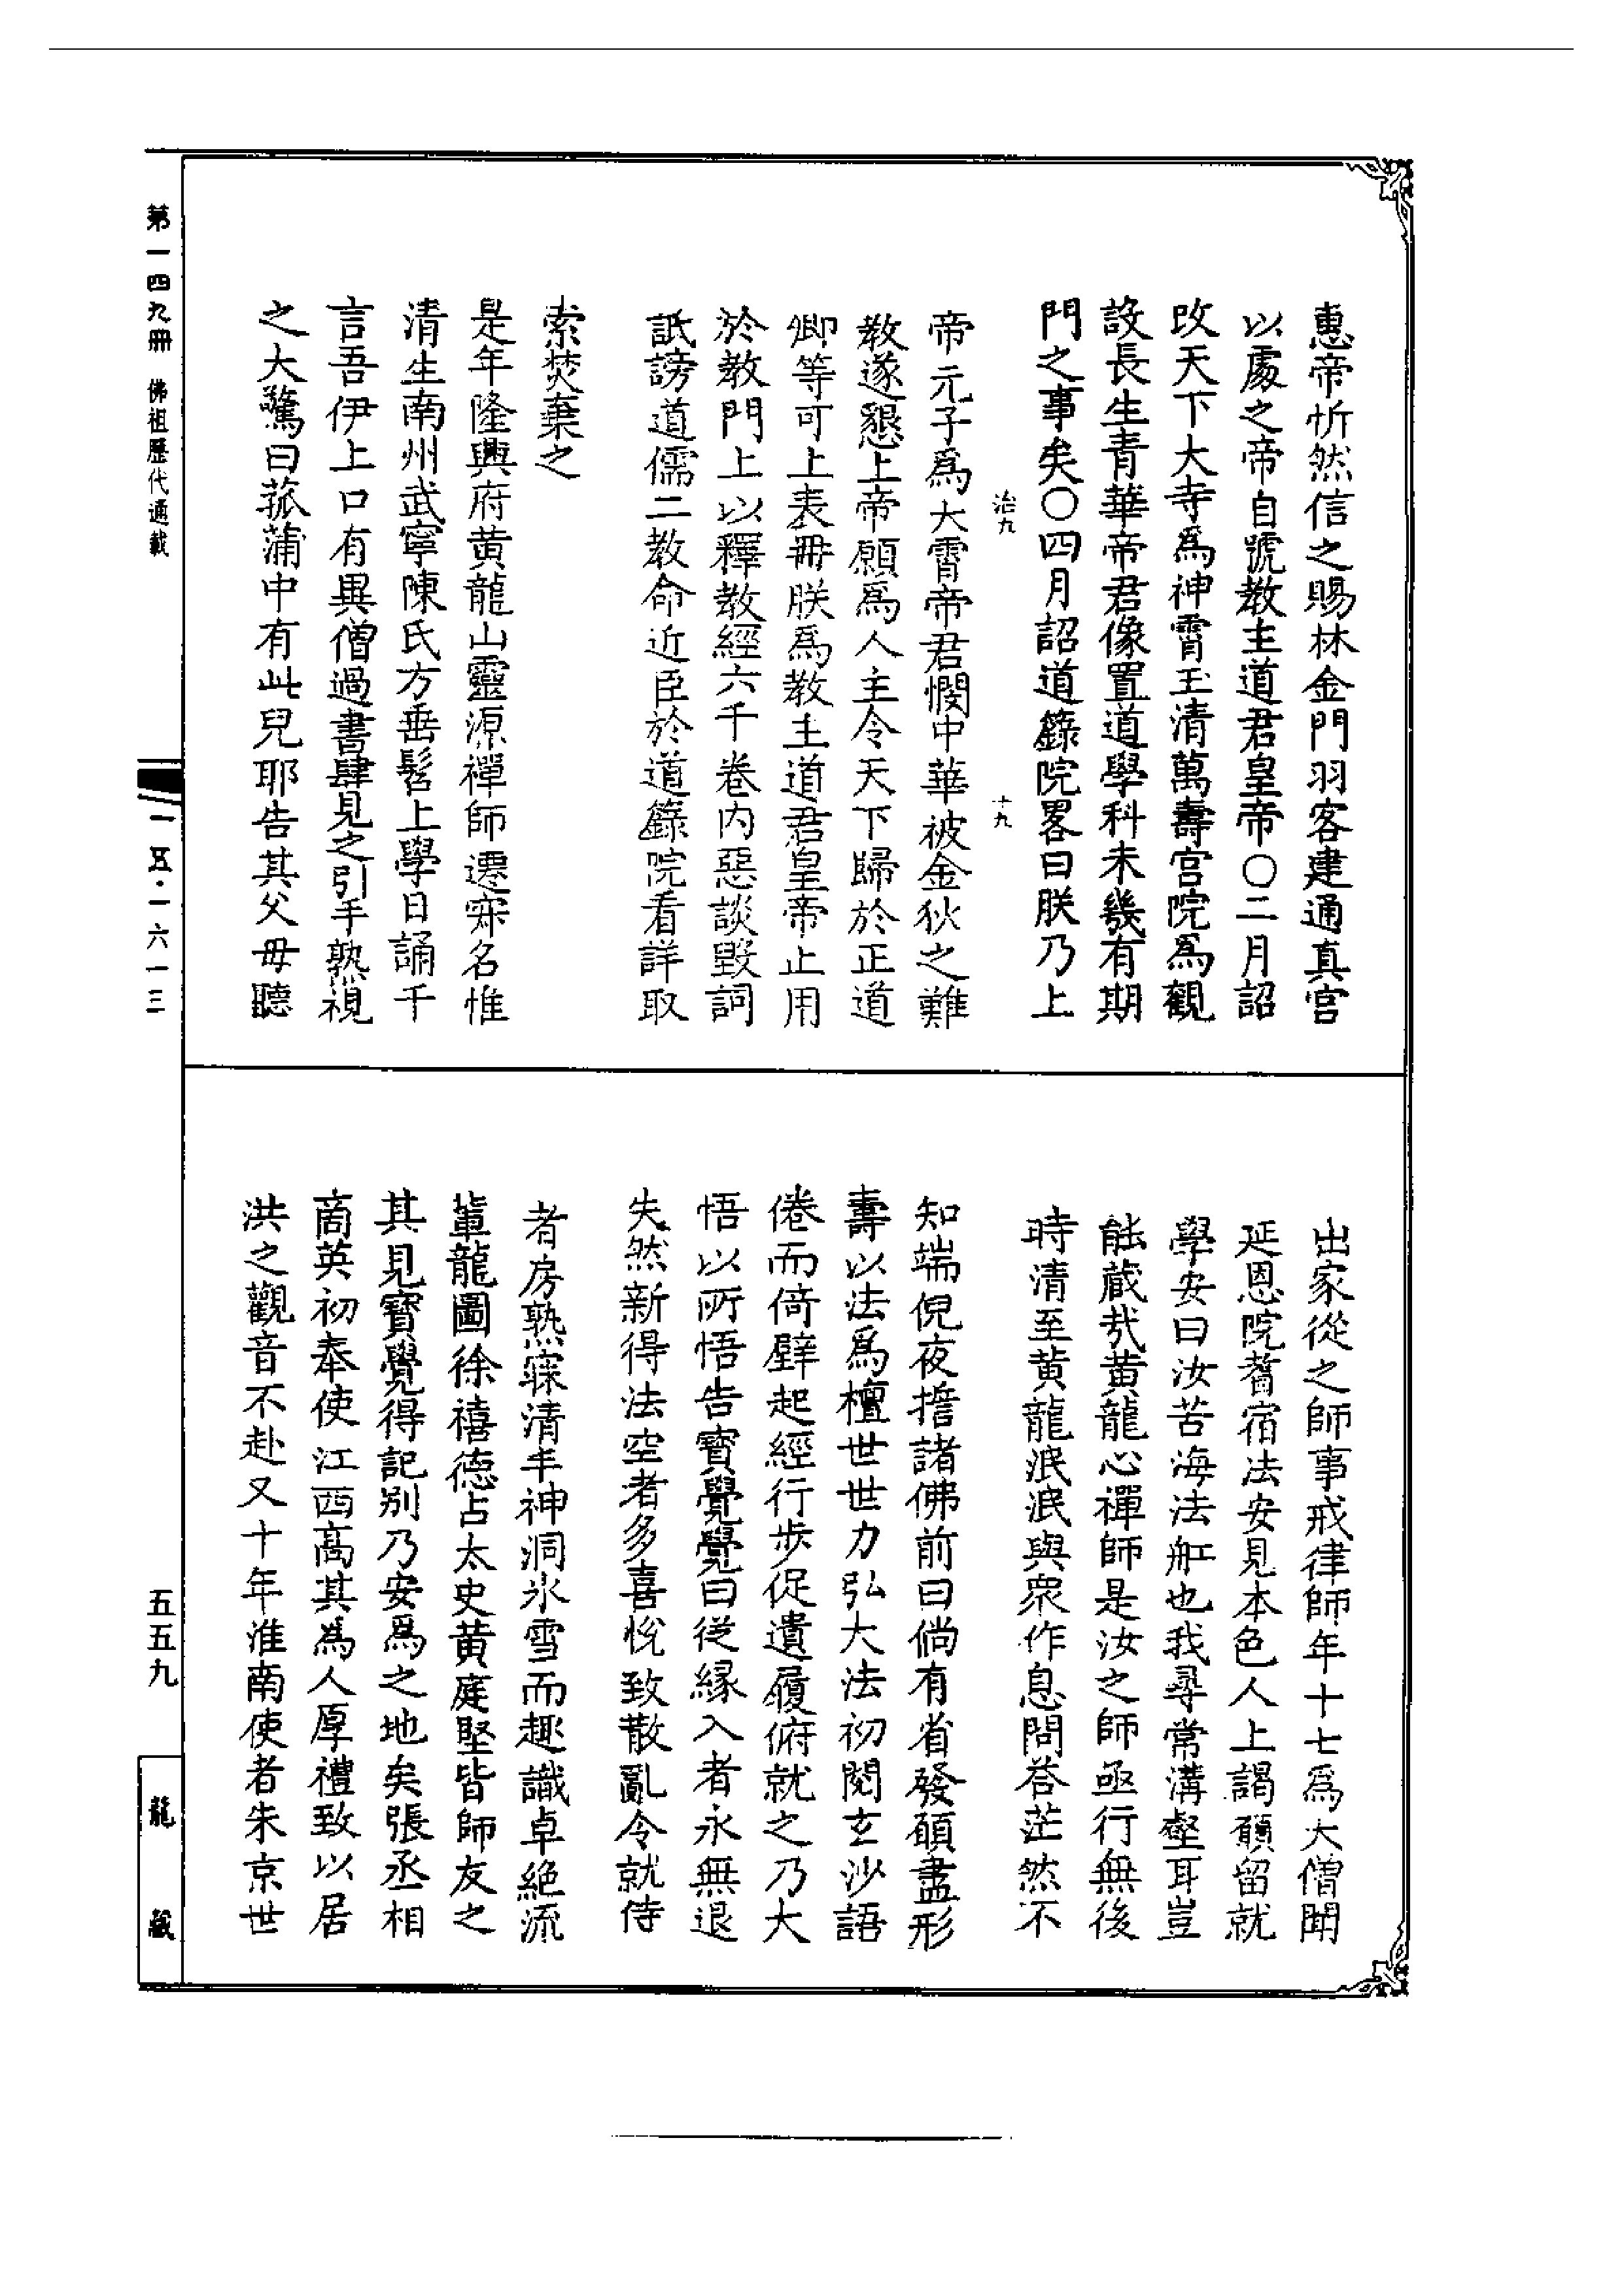 惠帝忻然信之賜林金門羽客建通真宮
以處之帝自號教主道君皇帝〇二月詔
改天下大寺爲神霄玉清萬壽宮院爲觀
設長生青華帝君像置道學科未幾有期
門之事矣〇四月詔道籙院畧曰朕乃上
治九 十九
帝元子爲大霄帝君憫中華被金狄之難
教遂懇上帝願爲人主令天下歸於正道
卿等可上表冊朕爲教主道君皇帝止用
於教門上以釋教經六千卷內惡談毀詞
詆謗道儒二教命近臣於道籙院看詳取
索焚棄之
是年隆興府黄龍山靈源禪師遷寂名惟
清生南州武寧陳氏方垂髫上學日誦千
言吾伊上口有異僧過書肆見之引手熟視
之大驚曰菰蒲中有此兒耶告其父母聽
出家從之師事戒律師年十七爲大僧聞
延恩院耆宿法安見本色人上謁願留就
學安曰汝苦海法船也我尋常溝壑耳豈
能藏哉黄龍心禪師是汝之師亟行無後
時清至黄龍泯泯與衆作息問荅茫然不
知端倪夜擔諸佛前曰倘有省發碩盡形
壽以法爲檀世世力弘大法初閱玄沙語
倦而倚壁起經行步促遺履俯就之乃大
悟以所悟告寶覺覺曰從緣入者永無退
失然新得法空者多喜悅致散亂令就侍
者房熟寐清丰神洞氷雪而趣識卓絕流
輩龍圖徐禧德占太史黄庭堅皆師友之
其見寶覺得記别乃安爲之地矣張丞相
商英初奉使江西高其爲人厚禮致以居
洪之觀音不赴又十年淮南使者朱京世
第一四九冊 佛祖歷代通載
一五·一六一三
五五九
龍藏